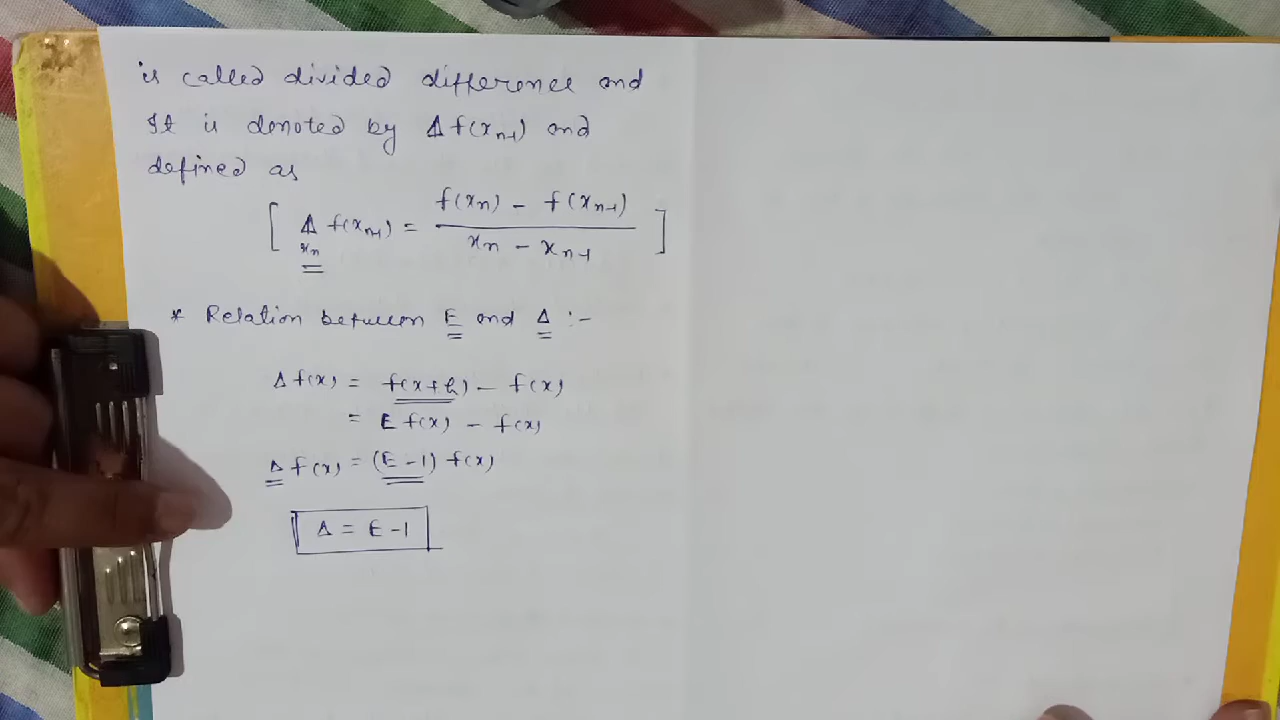 is called divided difference and
It is denoted by ⍋ f(xₙ₋₁) and
defined as
[ ⍋ f(xₙ₋₁) = f(xₙ) - f(xₙ₋₁) / xₙ - xₙ₋₁ ]
xₙ
* Relation between E and Δ :-
Δ f(x) = f(x+h) - f(x)
= E f(x) - f(x)
Δ f(x) = (E-1) f(x)
Δ = E-1